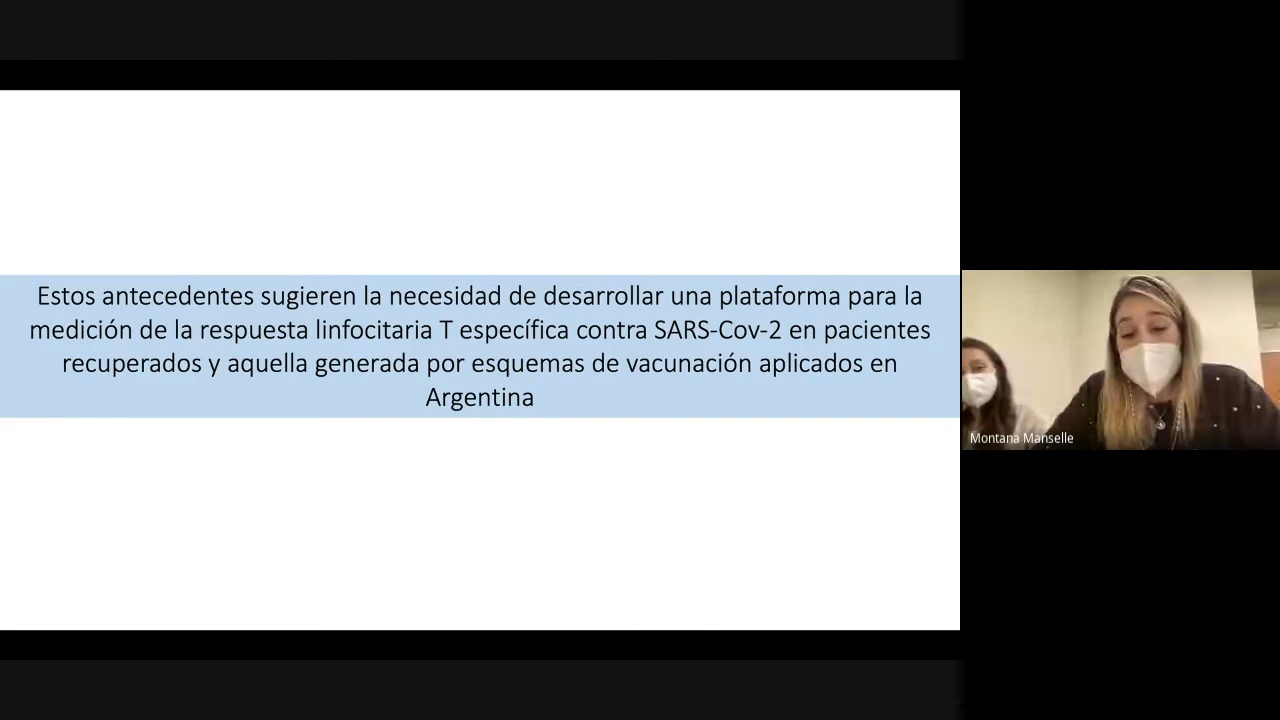 Estos antecedentes sugieren la necesidad de desarrollar una plataforma para la
medición de la respuesta linfocitaria T específica contra SARS-Cov-2 en pacientes
recuperados y aquella generada por esquemas de vacunación aplicados en
Argentina
Montana Manselle